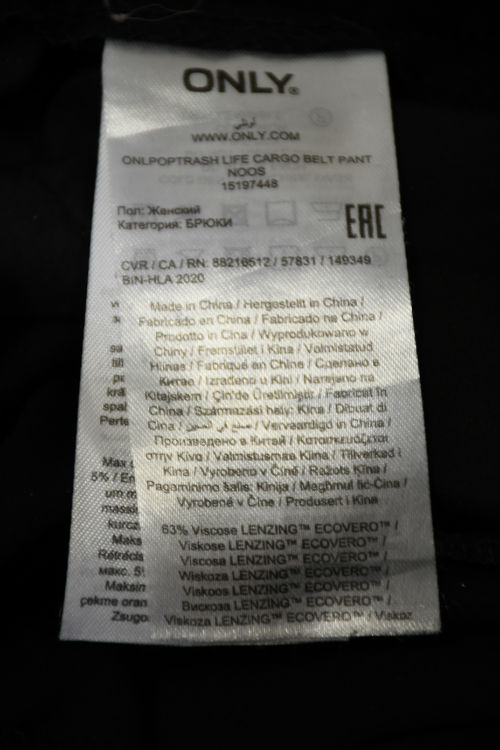 ONLY®
اونلي
WWW.ONLY.COM
ONLPOPTRASH LIFE CARGO BELT PANT
NOOS
15197448
Пол: Женский
Категория: БРЮКИ
EAC
CVR / CA / RN: 88216512 / 57831 / 149349
BIN-HLA 2020
Made in China / Hergestellt in China /
Fabricado en China / Fabricado na China /
Prodotto in Cina / Wyprodukowano w
Chiny / Fremstillet i Kina / Valmistatud
Hiinas / Fabriqué en Chine / Сделано в
Китае / Izrađeno u Kini / Narejeno na
Kitajskem / Çin'de Üretilmiştir / Fabricat în
China / Származási hely: Kína / Dibuat di
Cina / صنع في الصين / Vervaardigd in China /
Произведено в Китай / Κατασκευάζεται
στην Κίνα / Valmistusmaa Kiina / Tillverkad i
Kina / Vyrobeno v Číně / Ražots Ķīnā /
Pagaminimo šalis: Kinija / Magħmul fiċ-Ċina /
Vyrobené v Číne / Produsert i Kina
63% Viscose LENZING™ ECOVERO™ /
Viskose LENZING™ ECOVERO™ /
Viscosa LENZING™ ECOVERO™ /
Wiskoza LENZING™ ECOVERO™ /
Viskoos LENZING™ ECOVERO™ /
Вискоза LENZING™ ECOVERO™ /
Viskoza LENZING™ ECOVERO™ / Viskoz